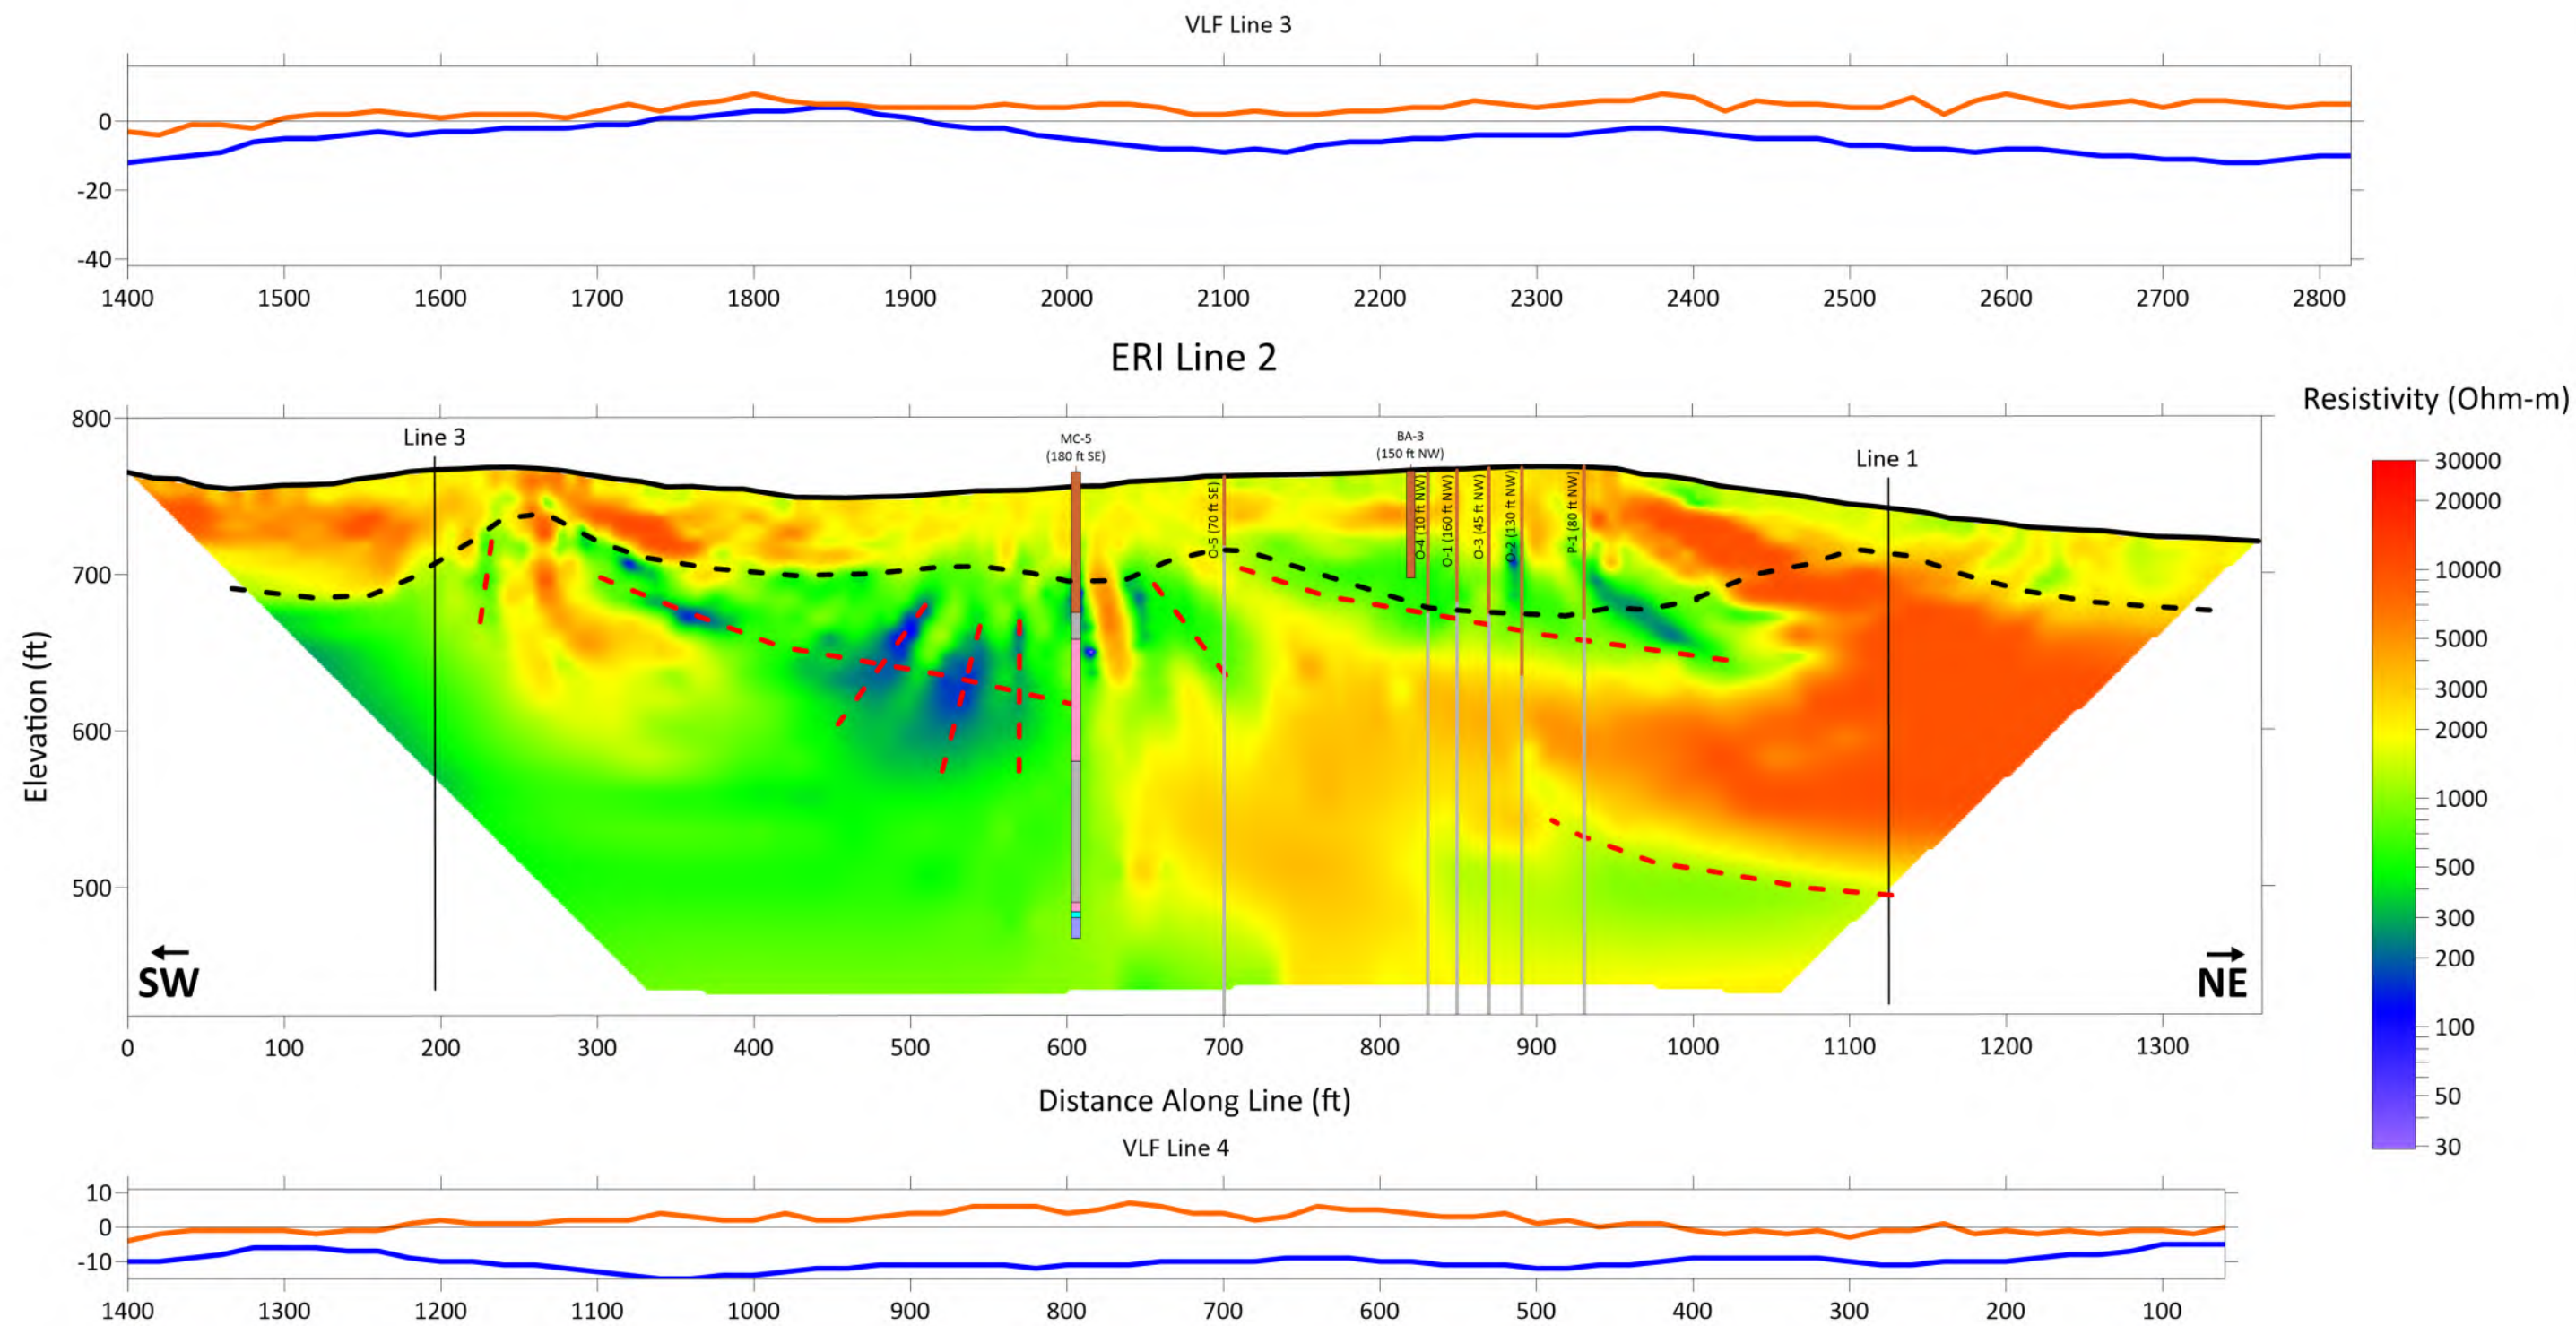 VLF Line 3
0
-20
-40
1400 1500 1600 1700 1800 1900 2000 2100 2200 2300 2400 2500 2600 2700 2800
ERI Line 2
Resistivity (Ohm-m)
Line 3
MC-5
(180 ft SE)
BA-3
(150 ft NW)
Line 1
O-5 (70 ft SE)
O-4 (10 ft NW)
O-1 (160 ft NW)
O-3 (45 ft NW)
O-2 (130 ft NW)
P-1 (80 ft NW)
Elevation (ft)
800
700
600
500
SW
NE
30000
20000
10000
5000
3000
2000
1000
500
300
200
100
50
30
0 100 200 300 400 500 600 700 800 900 1000 1100 1200 1300
Distance Along Line (ft)
VLF Line 4
10
0
-10
1400 1300 1200 1100 1000 900 800 700 600 500 400 300 200 100